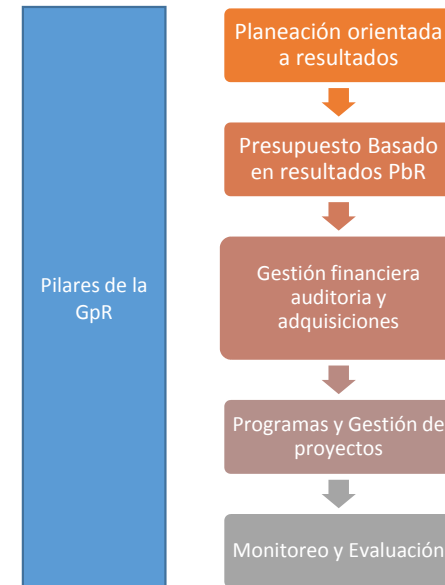 Pilares de la
GpR
Planeación orientada
a resultados
Presupuesto Basado
en resultados PbR
Gestión financiera
auditoria y
adquisiciones
Programas y Gestión de
proyectos
Monitoreo y Evaluación